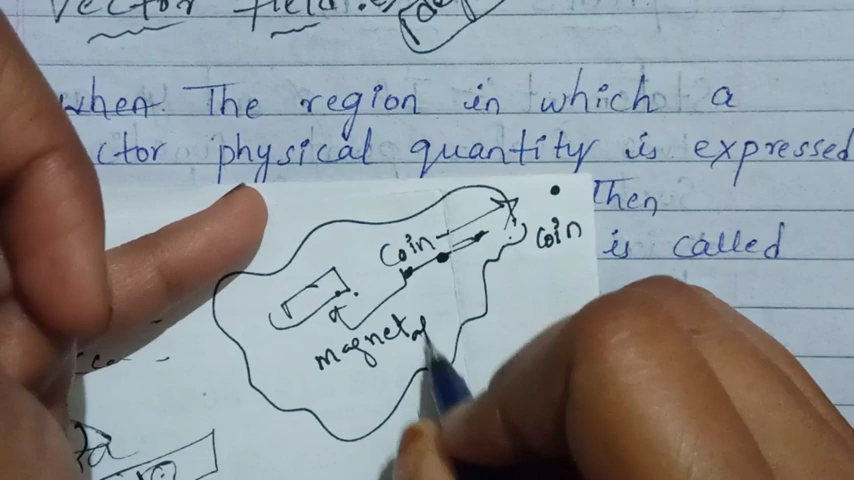 Vector field
when The region in which a
ctor physical quantity is expressed
Then
coin
coin
is called
magnet